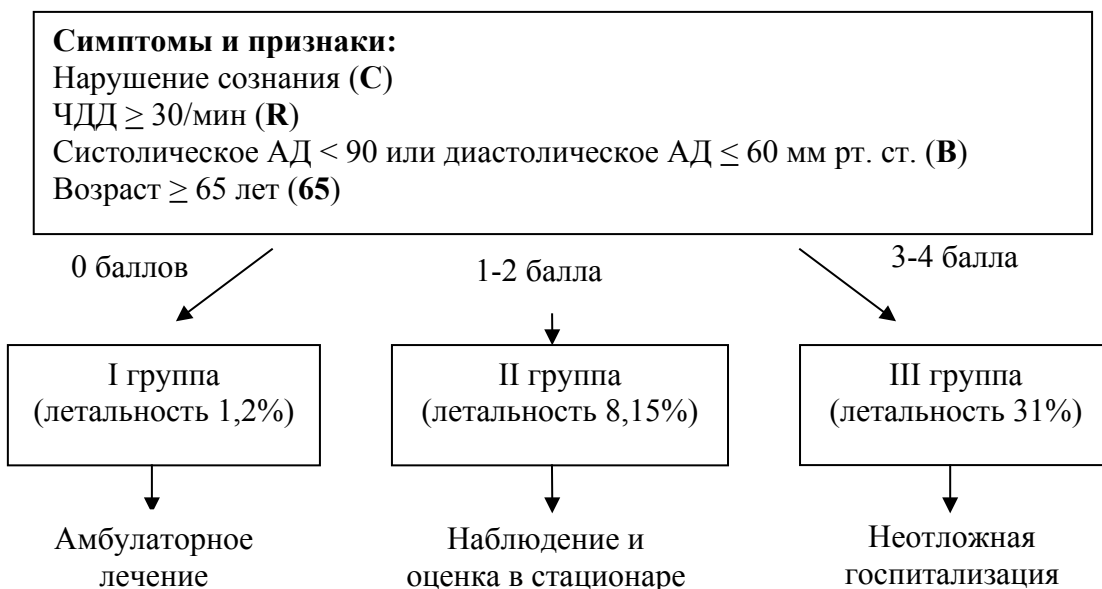 Симптомы и признаки:
Нарушение сознания (C)
ЧДД ≥ 30/мин (R)
Систолическое АД < 90 или диастолическое АД ≤ 60 мм рт. ст. (B)
Возраст ≥ 65 лет (65)
0 баллов
1-2 балла
3-4 балла
I группа
(летальность 1,2%)
II группа
(летальность 8,15%)
III группа
(летальность 31%)
Амбулаторное
лечение
Наблюдение и
оценка в стационаре
Неотложная
госпитализация